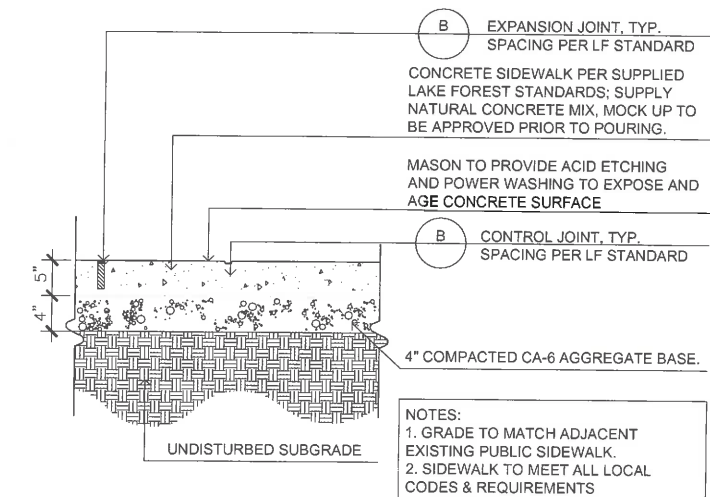 B
EXPANSION JOINT, TYP.
SPACING PER LF STANDARD
CONCRETE SIDEWALK PER SUPPLIED
LAKE FOREST STANDARDS; SUPPLY
NATURAL CONCRETE MIX, MOCK UP TO
BE APPROVED PRIOR TO POURING.
MASON TO PROVIDE ACID ETCHING
AND POWER WASHING TO EXPOSE AND
AGE CONCRETE SURFACE
B
CONTROL JOINT, TYP.
SPACING PER LF STANDARD
5"
4"
4" COMPACTED CA-6 AGGREGATE BASE.
UNDISTURBED SUBGRADE
NOTES:
1. GRADE TO MATCH ADJACENT
EXISTING PUBLIC SIDEWALK.
2. SIDEWALK TO MEET ALL LOCAL
CODES & REQUIREMENTS